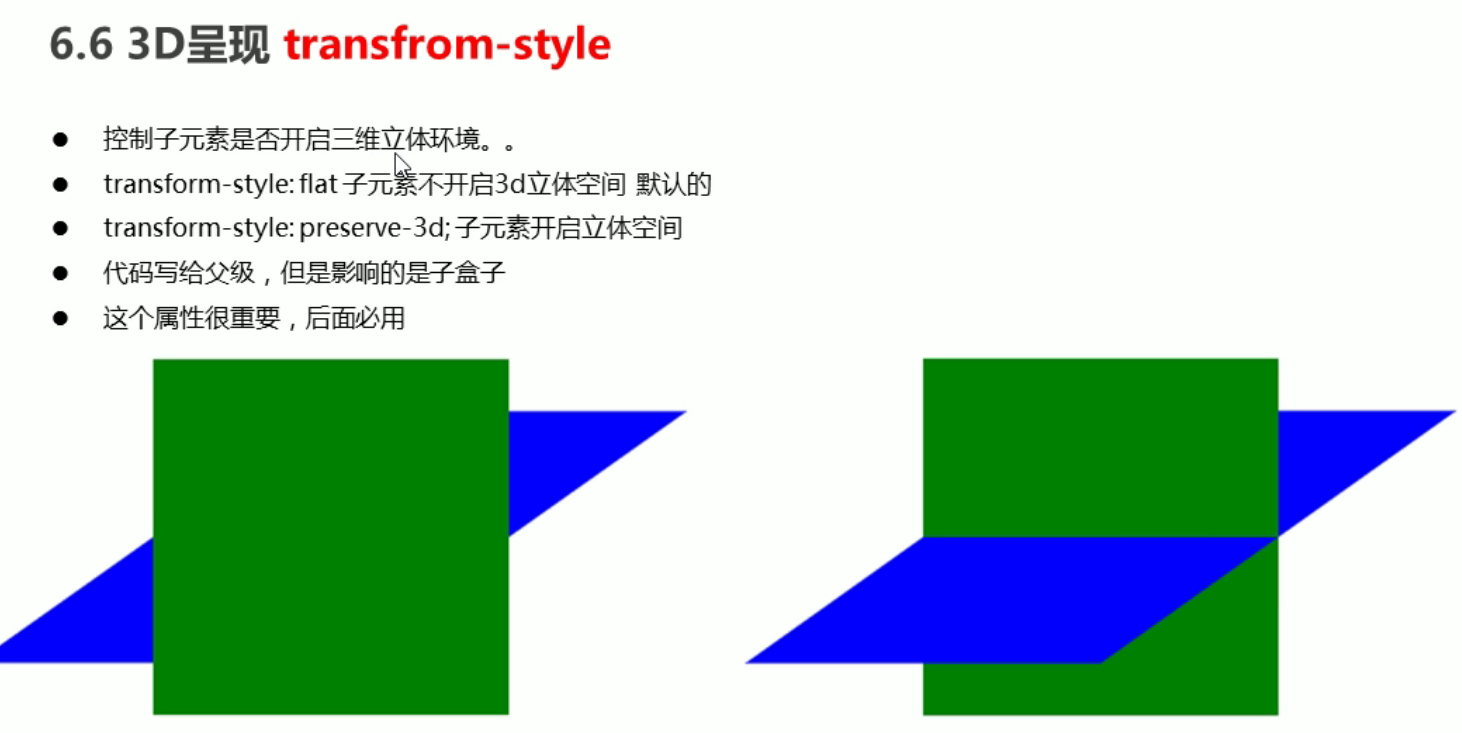 6.6 3D呈现 transfrom-style
控制子元素是否开启三维立体环境。。
transform-style: flat 子元素不开启3d立体空间 默认的
transform-style: preserve-3d; 子元素开启立体空间
代码写给父级，但是影响的是子盒子
这个属性很重要，后面必用